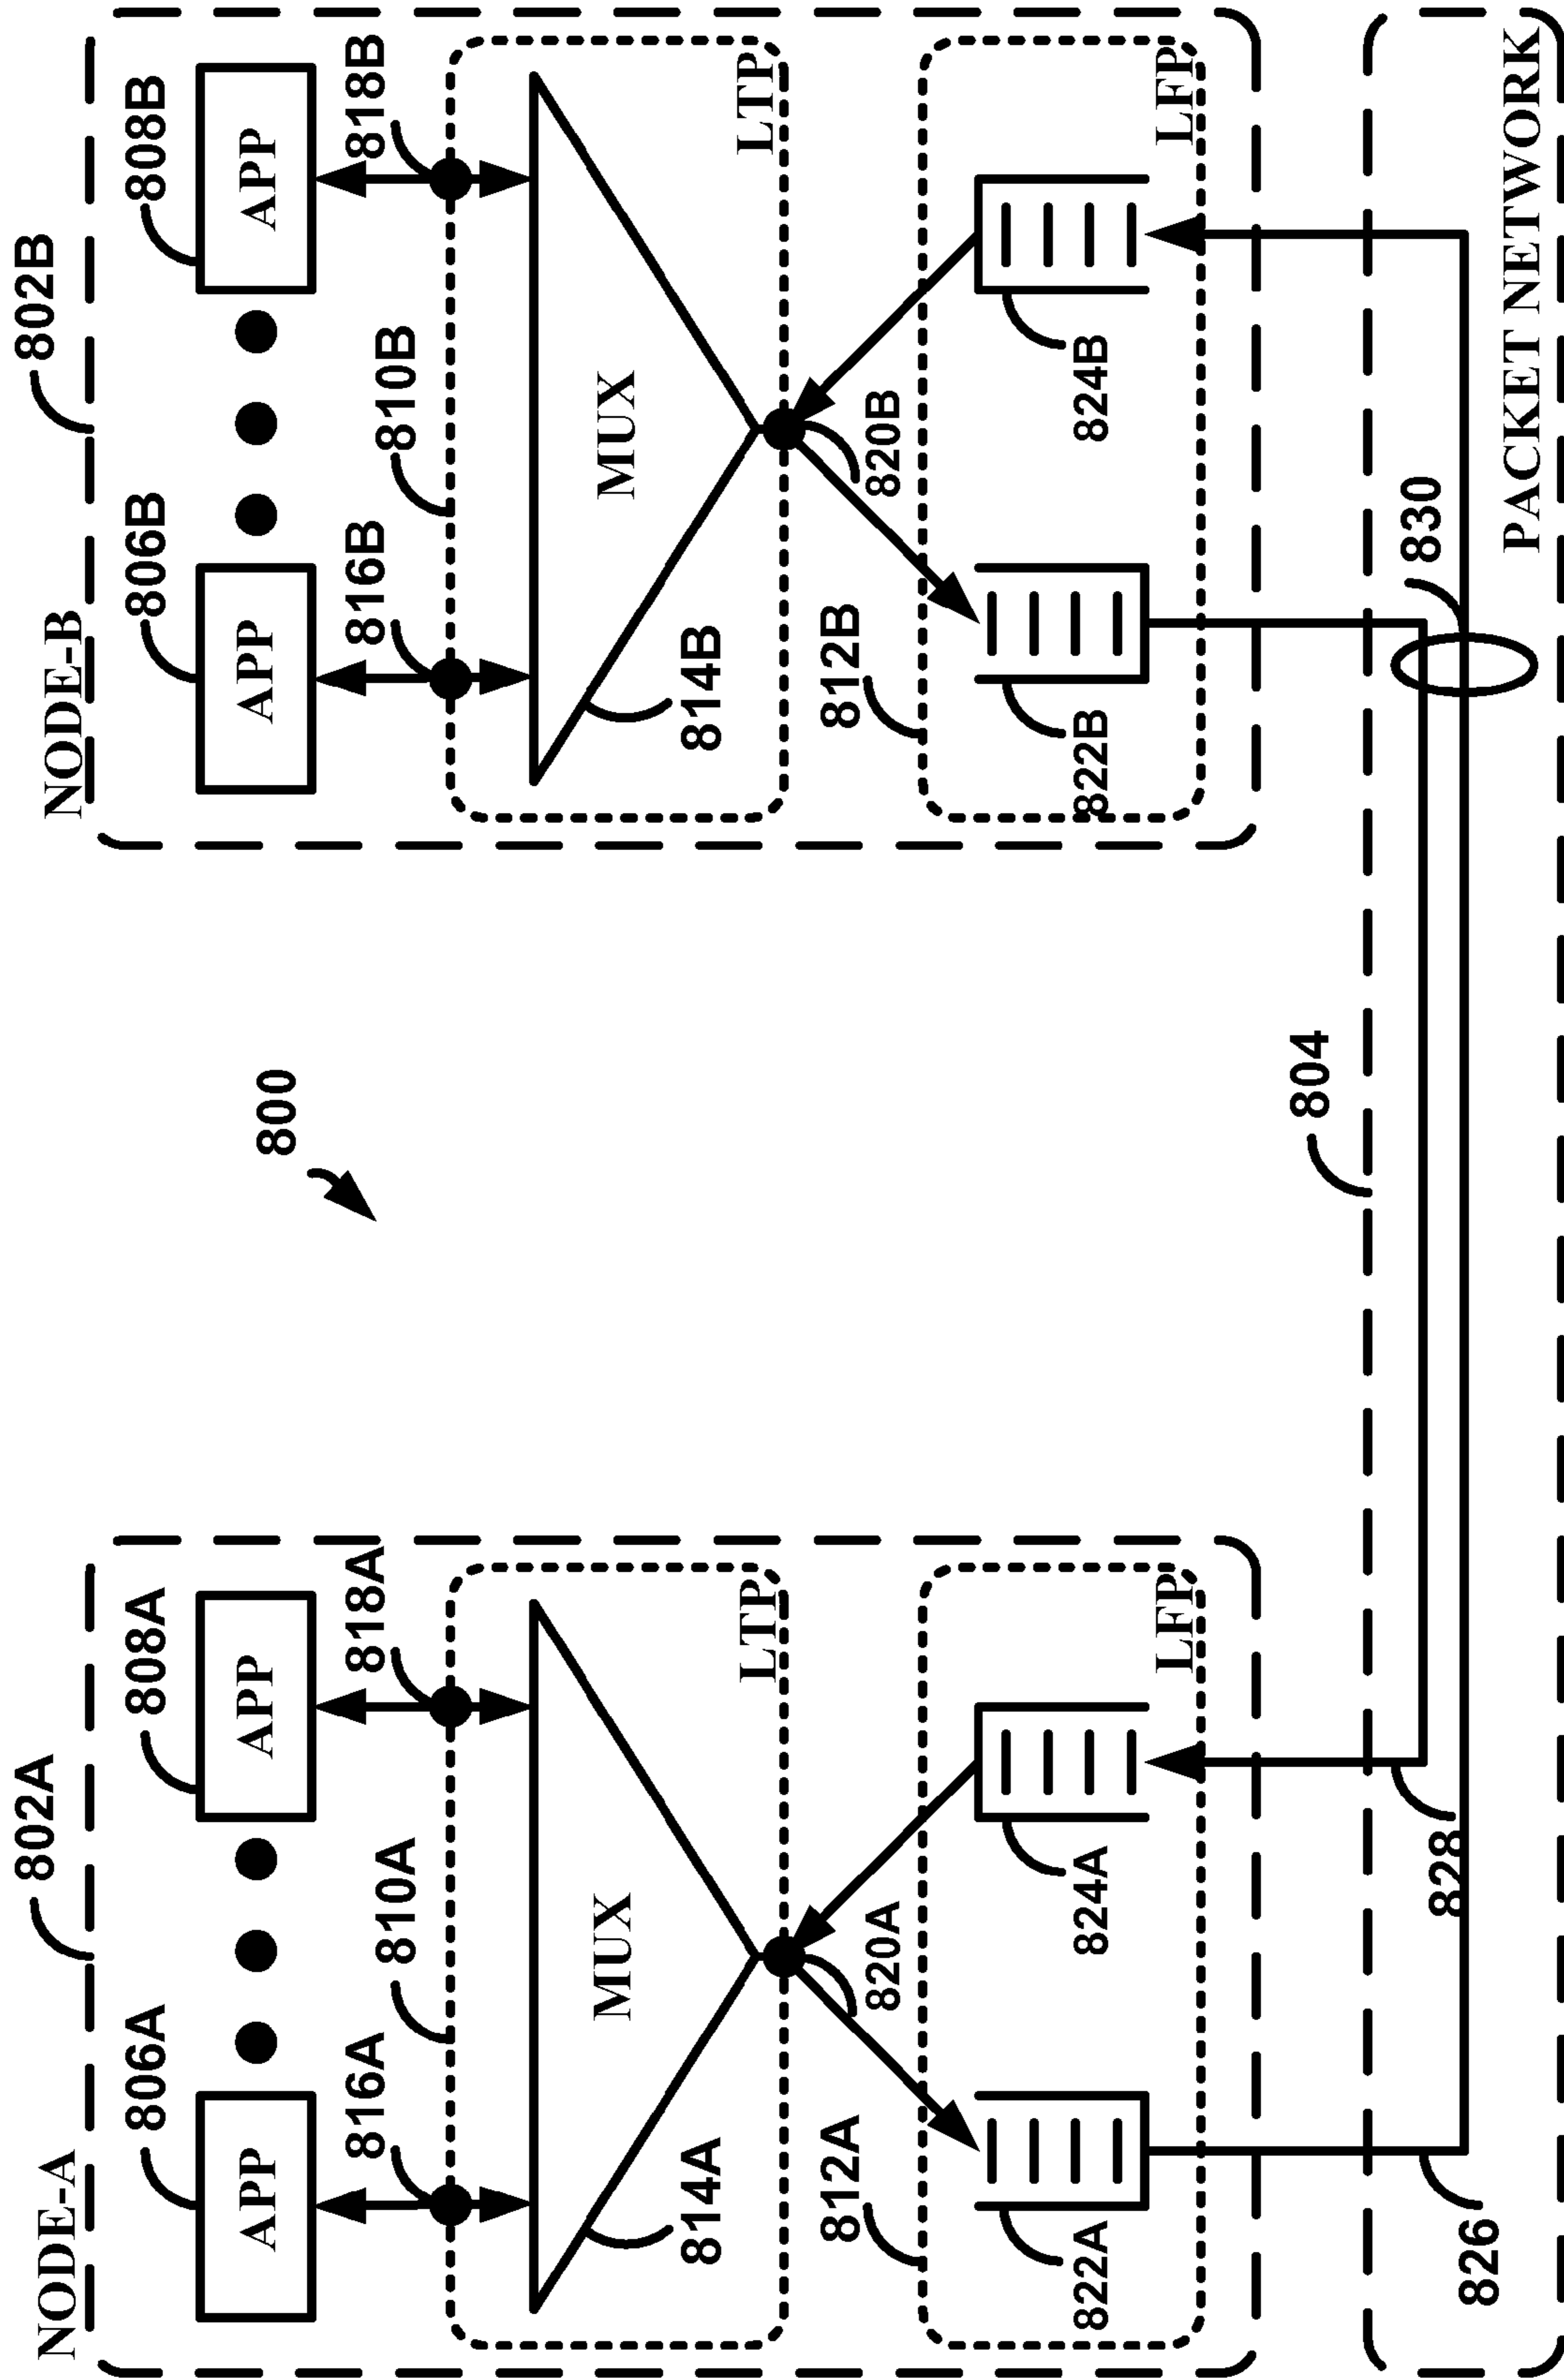 802A
802B
NODE-A
NODE-B
806A
808A
806B
808B
APP
APP
APP
APP
816A
810A
818A
816B
810B
818B
800
MUX
MUX
814A
814B
LTP
LTP
812A
820A
812B
820B
822A
824A
822B
824B
LFP
LFP
804
828
830
826
PACKET NETWORK